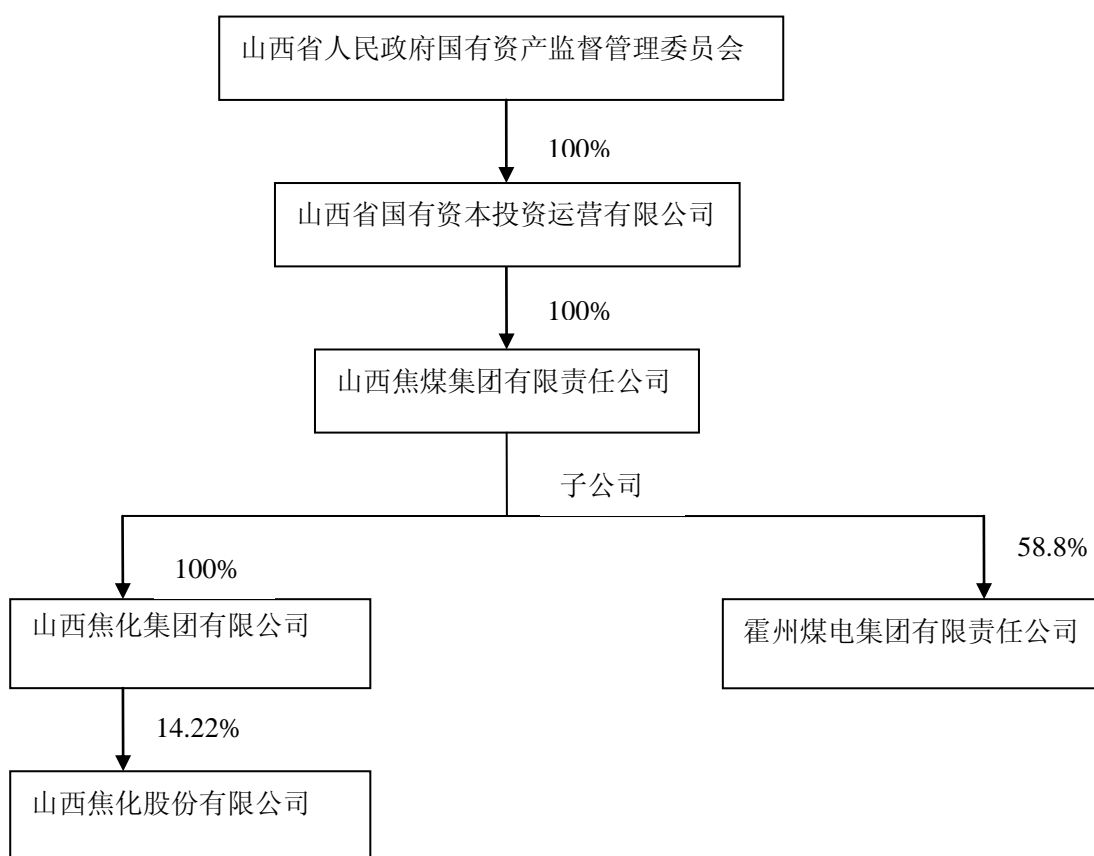 山西省人民政府国有资产监督管理委员会
100%
山西省国有资本投资运营有限公司
100%
山西焦煤集团有限责任公司
子公司
100%
58.8%
山西焦化集团有限公司
霍州煤电集团有限责任公司
14.22%
山西焦化股份有限公司